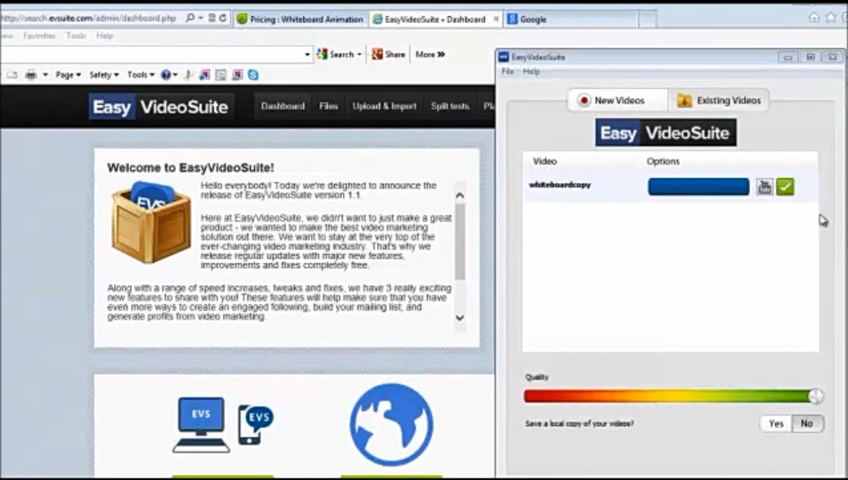 http://search.evsuite.com/admin/dashboard.php
Pricing : Whiteboard Animation
EasyVideoSuite » Dashboard
Google
Favorites Tools Help
Search
Share
More »
Page
Safety
Tools
Easy VideoSuite
Dashboard
Files
Upload & Import
Split tests
Welcome to EasyVideoSuite!
Hello everybody! Today we're delighted to announce the
release of EasyVideoSuite version 1.1.
Here at EasyVideoSuite, we didn't want to just make a great
product - we wanted to make the best video marketing
solution out there. We want to stay at the very top of the
ever-changing video marketing industry. That's why we
release regular updates with major new features,
improvements and fixes completely free.
Along with a range of speed increases, tweaks and fixes, we have 3 really exciting
new features to share with you! These features will help make sure that you have
even more ways to create an engaged following, build your mailing list, and
generate profits from video marketing.
EVS
EVS
EVS
EasyVideoSuite
File Help
New Videos
Existing Videos
Easy VideoSuite
Video
Options
whiteboardcopy
Quality
Save a local copy of your videos?
Yes
No